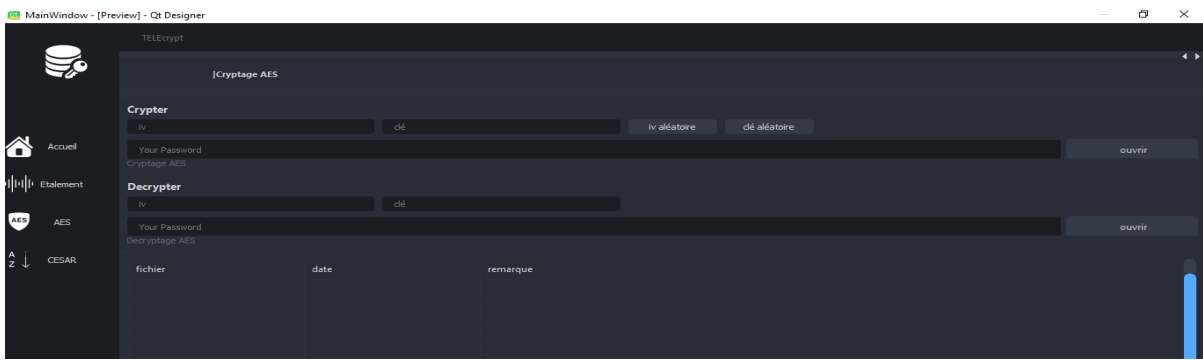 MainWindow - [Preview] - Qt Designer
TELEcrypt
|Cryptage AES
Crypter
iv clé iv aléatoire clé aléatoire
Accueil
Your Password ouvrir
Cryptage AES
Etalement
Decrypter
iv clé
AES AES
Your Password ouvrir
Decryptage AES
A Z CESAR
fichier date remarque